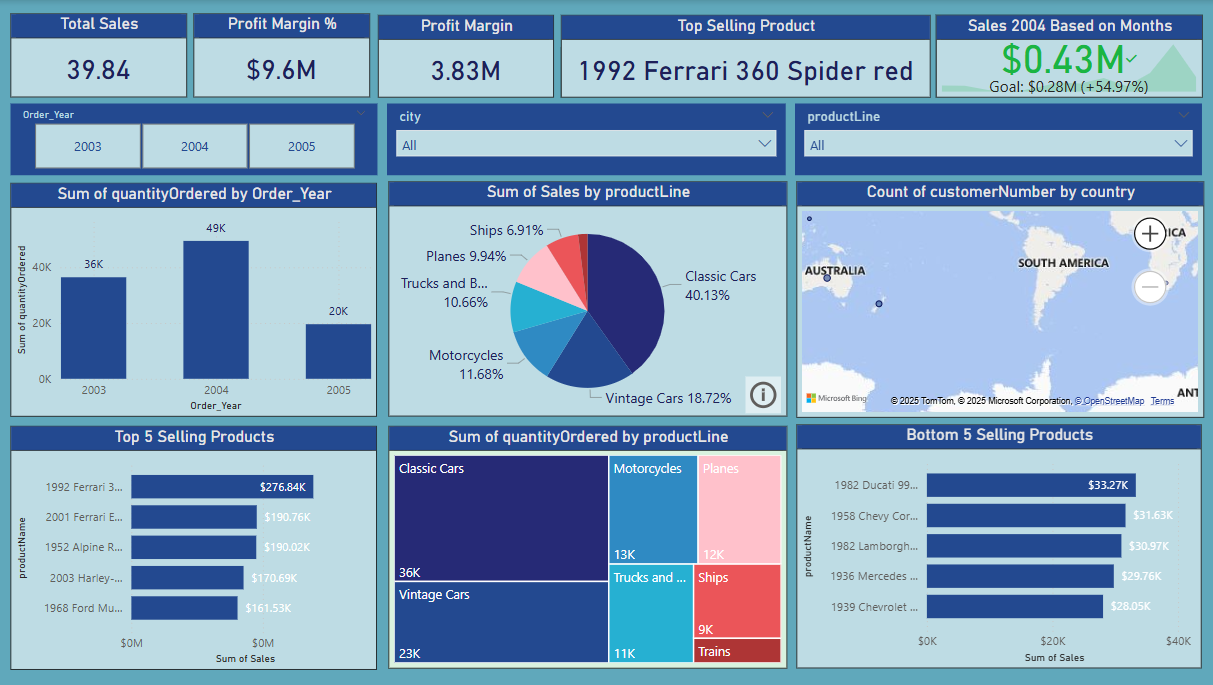 Total Sales
39.84
Profit Margin %
$9.6M
Profit Margin
3.83M
Top Selling Product
1992 Ferrari 360 Spider red
Sales 2004 Based on Months
$0.43M
Goal: $0.28M (+54.97%)
Order_Year
2003
2004
2005
city
All
productLine
All
Sum of quantityOrdered by Order_Year
Sum of quantityOrdered
40K
20K
0K
36K
49K
20K
2003
2004
2005
Order_Year
Sum of Sales by productLine
Ships 6.91%
Planes 9.94%
Trucks and B...
10.66%
Motorcycles
11.68%
Classic Cars
40.13%
Vintage Cars 18.72%
Count of customerNumber by country
AUSTRALIA
SOUTH AMERICA
ICA
ANT
Microsoft Bing
© 2025 TomTom, © 2025 Microsoft Corporation, © OpenStreetMap Terms
Top 5 Selling Products
productName
1992 Ferrari 3...
$276.84K
2001 Ferrari E...
$190.76K
1952 Alpine R...
$190.02K
2003 Harley-...
$170.69K
1968 Ford Mu...
$161.53K
$0M
$0M
Sum of Sales
Sum of quantityOrdered by productLine
Classic Cars
36K
Vintage Cars
23K
Motorcycles
13K
Planes
12K
Trucks and ...
11K
Ships
9K
Trains
Bottom 5 Selling Products
productName
1982 Ducati 99...
$33.27K
1958 Chevy Cor...
$31.63K
1982 Lamborgh...
$30.97K
1936 Mercedes ...
$29.76K
1939 Chevrolet ...
$28.05K
$0K
$20K
$40K
Sum of Sales